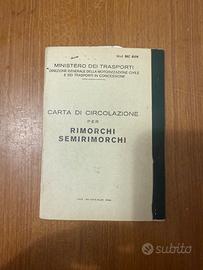 Mod. MC 820
MINISTERO DEI TRASPORTI
DIREZIONE GENERALE DELLA MOTORIZZAZIONE CIVILE
E DEI TRASPORTI IN CONCESSIONE
CARTA DI CIRCOLAZIONE
PER
RIMORCHI
SEMIRIMORCHI
subito